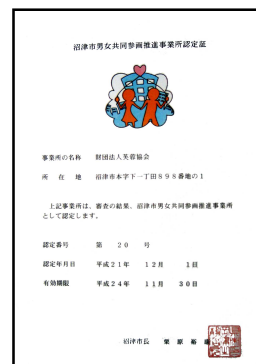 沼津市男女共同参画推進事業所認定証
事業所の名称 財団法人芙蓉協会
所在地 沼津市本字下一丁田898番地の1
上記事業所は、審査の結果、沼津市男女共同参画推進事業所
として認定します。
認定番号 第 20 号
認定年月日 平成21年 12月 1日
有効期限 平成24年 11月 30日
沼津市長 栗原裕康